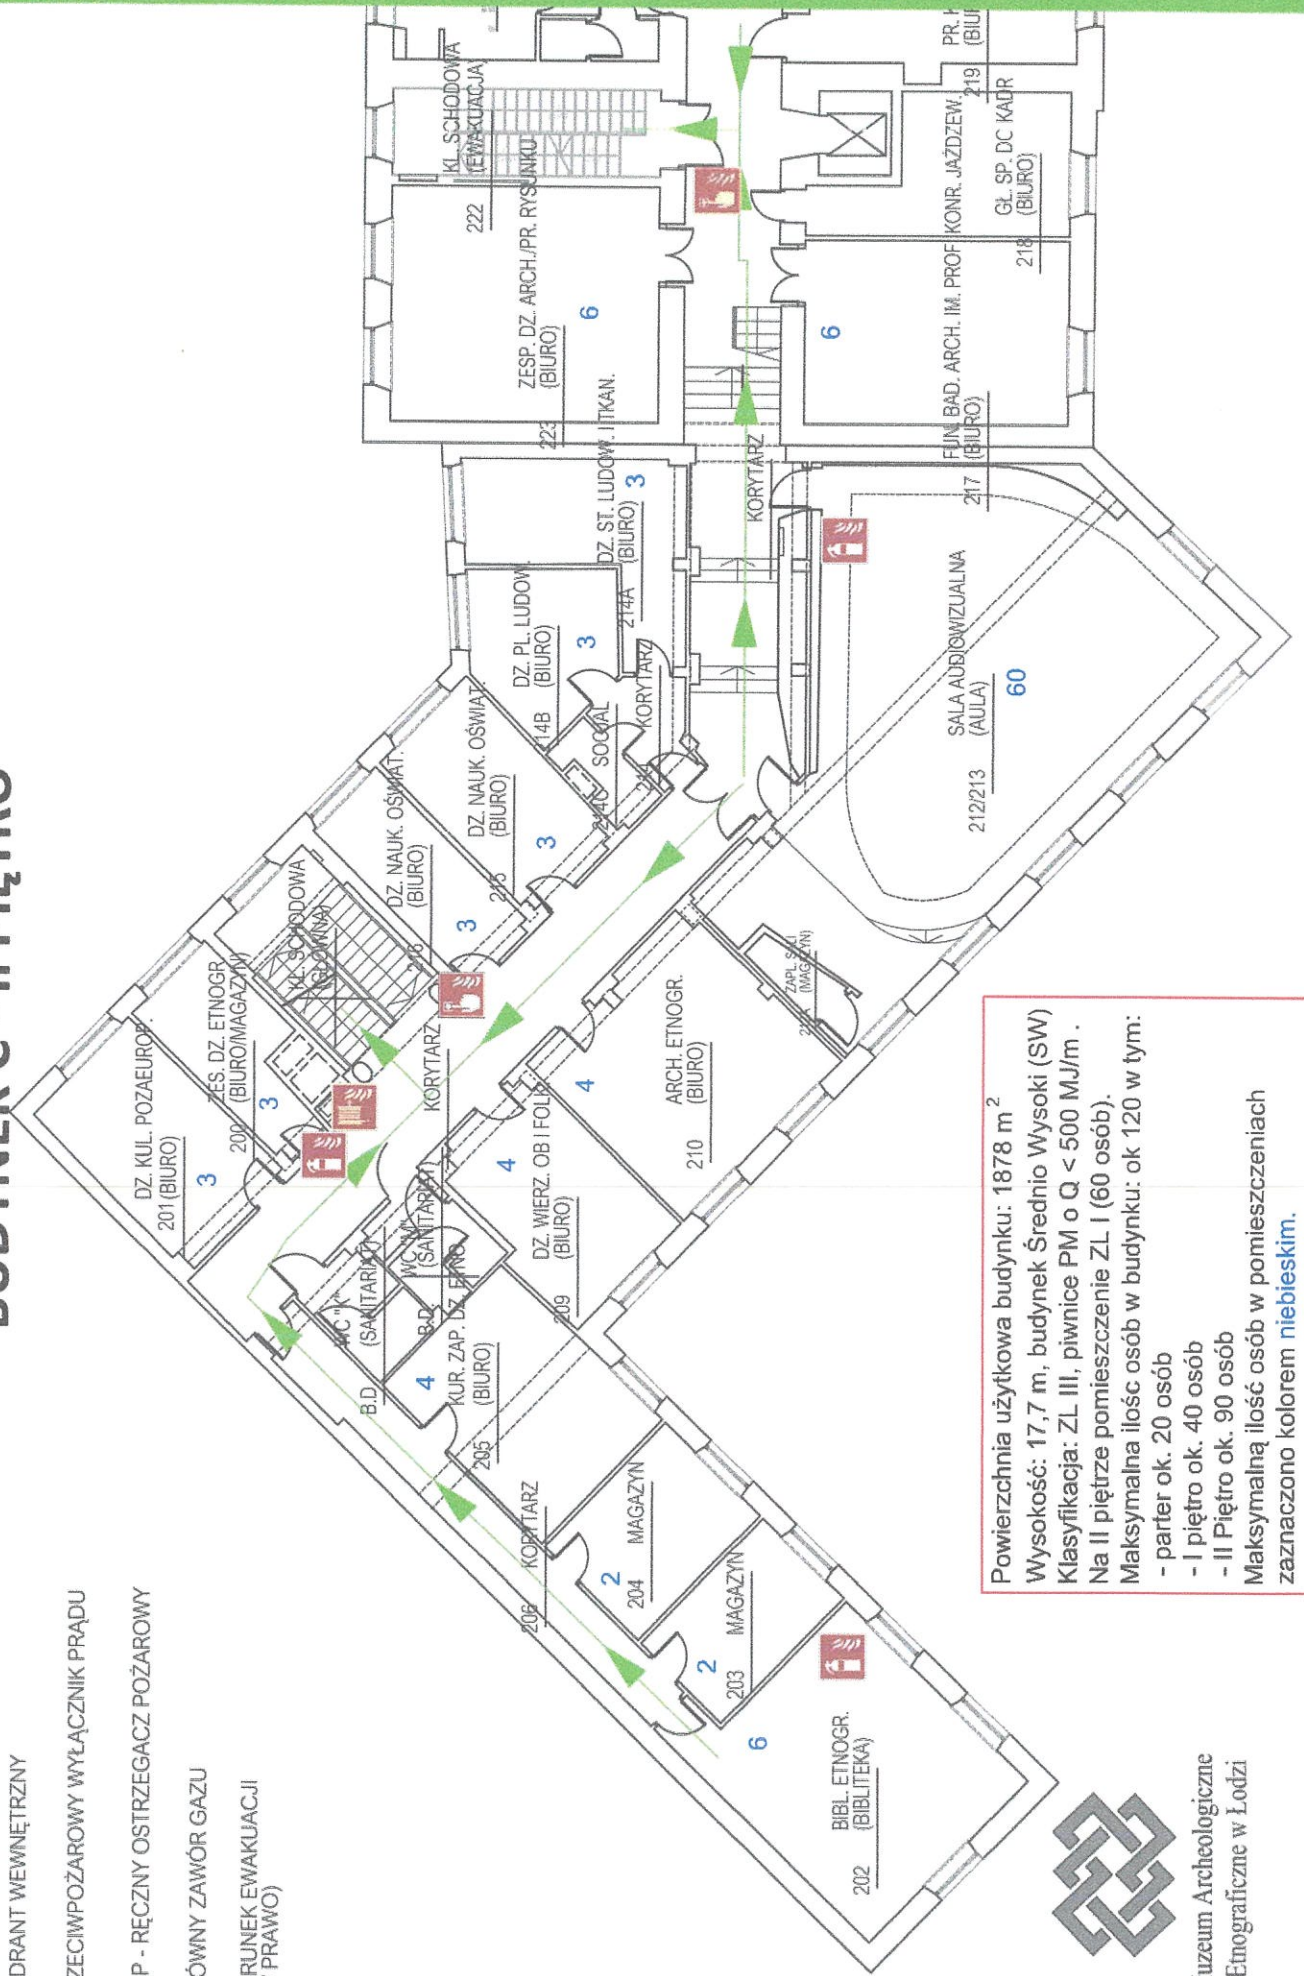 DRANT WEWNĘTRZNY
ZECIWPOŻAROWY WYŁĄCZNIK PRĄDU
P - RĘCZNY OSTRZEGACZ POŻAROWY
ÓWNY ZAWÓR GAZU
RUNEK EWAKUACJI
PRAWO)
DZ. KUL. POZAEUROP.
201 (BIURO)
3
ZES. DZ. ETNOGR.
(BIURO/MAGAZYN)
200
3
KL. SCHODOWA
(GŁÓWNA)
DZ. NAUK. OŚWIAT.
(BIURO)
216
3
DZ. NAUK. OŚWIAT.
(BIURO)
215
3
DZ. PL. LUDOW.
(BIURO)
14B
3
SOCJAL
214C
KORYTARZ
DZ. ST. LUDOW. I TKAN.
(BIURO)
214A
3
ZESP. DZ. ARCH./PR. RYSUNKU
(BIURO)
223
6
KL. SCHODOWA
(EWAKUACJA)
222
PR.
(BIUR
219
GŁ. SP. DC KADR
(BIURO)
218
FUN. BAD. ARCH. IM. PROF. KONR. JAŻDŻEW.
(BIURO)
217
6
KORYTARZ
SALA AUDIOWIZUALNA
(AULA)
212/213
60
ZAPL. SALI
(MAGAZYN)
ARCH. ETNOGR.
(BIURO)
210
4
KORYTARZ
DZ. WIERZ. OB I FOLK.
(BIURO)
209
4
WC "M"
(SANITARIAT)
B.D.
WC "K"
(SANITARIAT)
B.D.
KUR. ZAP. DZ. ETNO.
(BIURO)
205
4
KORYTARZ
206
MAGAZYN
204
2
MAGAZYN
203
2
BIBL. ETNOGR.
(BIBLITEKA)
202
6
Powierzchnia użytkowa budynku: 1878 m²
Wysokość: 17,7 m, budynek Średnio Wysoki (SW)
Klasyfikacja: ZL III, piwnice PM o Q < 500 MJ/m .
Na II piętrze pomieszczenie ZL I (60 osób).
Maksymalna ilośc osób w budynku: ok 120 w tym:
- parter ok. 20 osób
- I piętro ok. 40 osób
- II Piętro ok. 90 osób
Maksymalną ilość osób w pomieszczeniach
zaznaczono kolorem niebieskim.
uzeum Archeologiczne
Etnograficzne w Łodzi